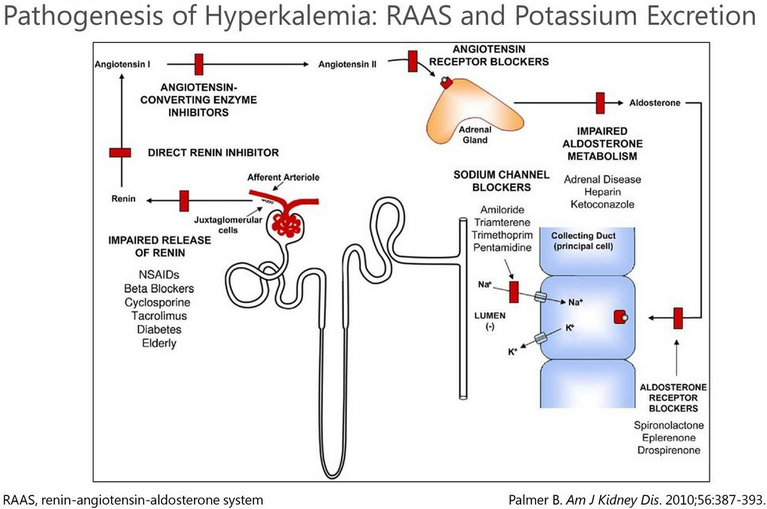 Pathogenesis of Hyperkalemia: RAAS and Potassium Excretion
Angiotensin I
ANGIOTENSIN-
CONVERTING ENZYME
INHIBITORS
Angiotensin II
ANGIOTENSIN
RECEPTOR BLOCKERS
Adrenal
Gland
Aldosterone
IMPAIRED
ALDOSTERONE
METABOLISM
Adrenal Disease
Heparin
Ketoconazole
DIRECT RENIN INHIBITOR
Renin
Afferent Arteriole
Juxtaglomerular
cells
IMPAIRED RELEASE
OF RENIN
NSAIDs
Beta Blockers
Cyclosporine
Tacrolimus
Diabetes
Elderly
SODIUM CHANNEL
BLOCKERS
Amiloride
Triamterene
Trimethoprim
Pentamidine
Collecting Duct
(principal cell)
Na⁺
Na⁺
LUMEN
(-)
K⁺
K⁺
ALDOSTERONE
RECEPTOR
BLOCKERS
Spironolactone
Eplerenone
Drospirenone
RAAS, renin-angiotensin-aldosterone system
Palmer B. Am J Kidney Dis. 2010;56:387-393.